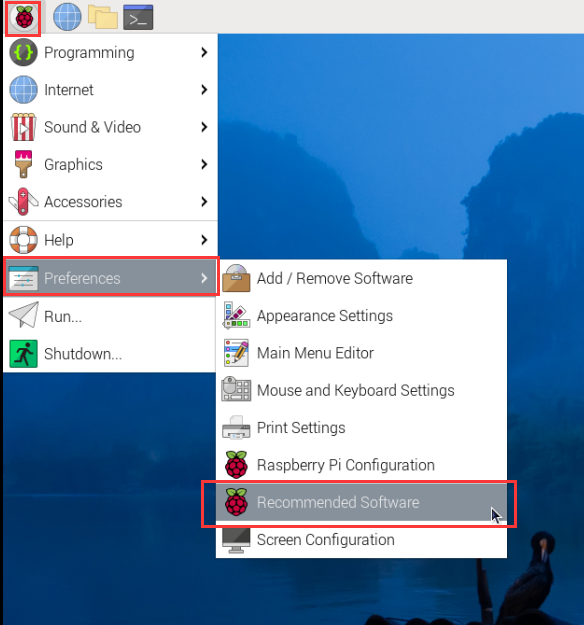 Programming
Internet
Sound & Video
Graphics
Accessories
Help
Preferences
Run...
Shutdown...
Add / Remove Software
Appearance Settings
Main Menu Editor
Mouse and Keyboard Settings
Print Settings
Raspberry Pi Configuration
Recommended Software
Screen Configuration